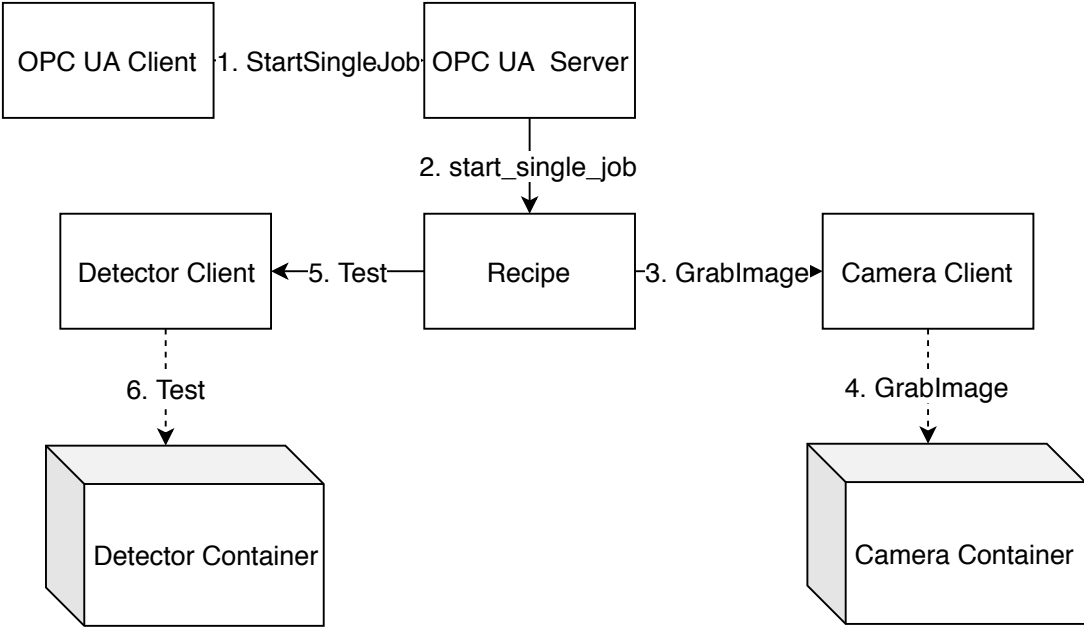 OPC UA Client
1. StartSingleJob
OPC UA Server
2. start_single_job
Detector Client
5. Test
Recipe
3. GrabImage
Camera Client
6. Test
4. GrabImage
Detector Container
Camera Container